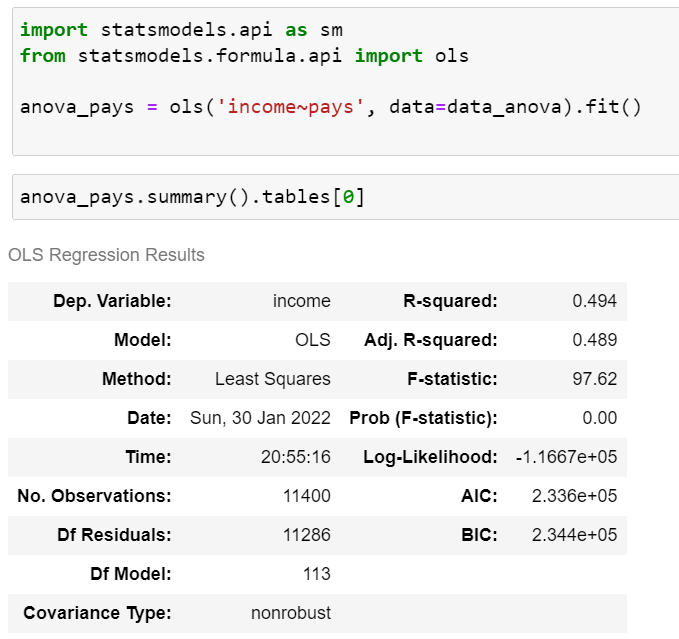 import statsmodels.api as sm
from statsmodels.formula.api import ols
anova_pays = ols('income~pays', data=data_anova).fit()
anova_pays.summary().tables[0]
OLS Regression Results
Dep. Variable: income R-squared: 0.494
Model: OLS Adj. R-squared: 0.489
Method: Least Squares F-statistic: 97.62
Date: Sun, 30 Jan 2022 Prob (F-statistic): 0.00
Time: 20:55:16 Log-Likelihood: -1.1667e+05
No. Observations: 11400 AIC: 2.336e+05
Df Residuals: 11286 BIC: 2.344e+05
Df Model: 113
Covariance Type: nonrobust